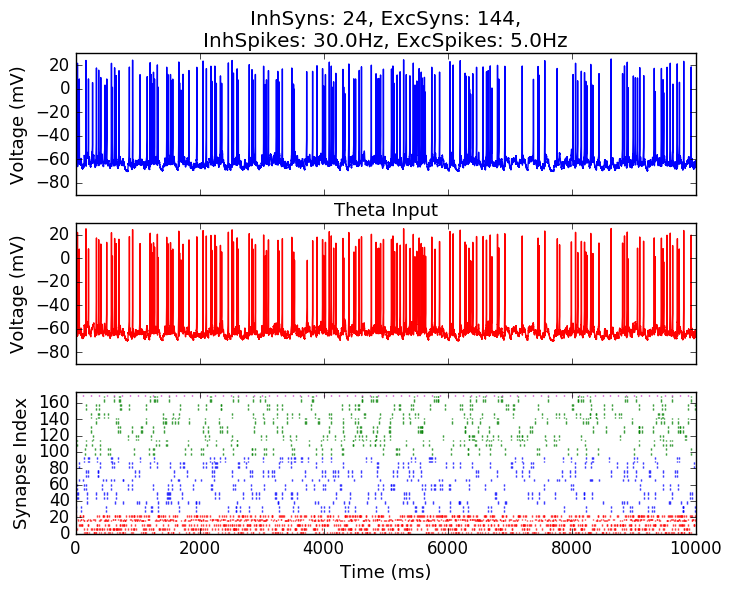 InhSyns: 24, ExcSyns: 144,
InhSpikes: 30.0Hz, ExcSpikes: 5.0Hz
Voltage (mV)
20
0
−20
−40
−60
−80
Theta Input
Voltage (mV)
20
0
−20
−40
−60
−80
Synapse Index
160
140
120
100
80
60
40
20
0
0 2000 4000 6000 8000 10000
Time (ms)